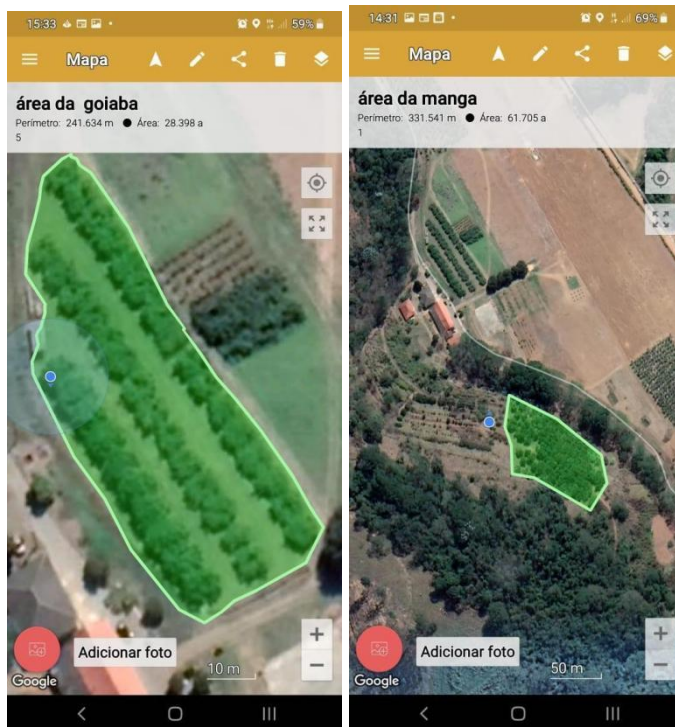 15:33
59%
Mapa
área da goiaba
Perímetro: 241.634 m ● Área: 28.398 a
5
Adicionar foto
10 m
+
−
Google
14:31
69%
Mapa
área da manga
Perímetro: 331.541 m ● Área: 61.705 a
1
Adicionar foto
50 m
+
−
Google